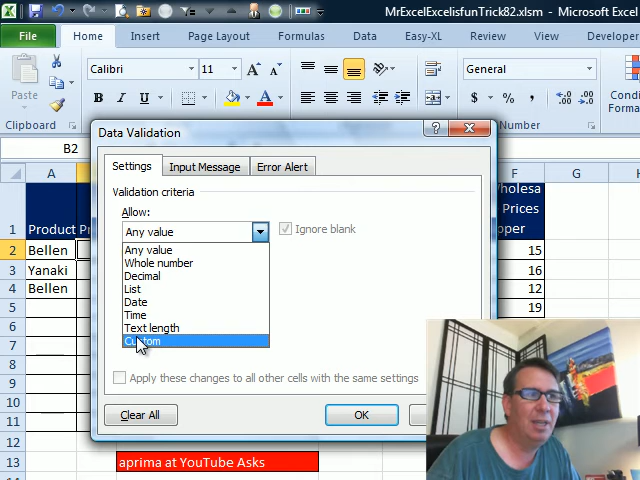 MrExcelExcelisfunTrick82.xlsm - Microsoft Excel
File Home Insert Page Layout Formulas Data Easy-XL Review View Developer
Paste
Calibri 11 General
B I U A $ % , .00
Clipboard Number
B2
Data Validation
Settings Input Message Error Alert
Validation criteria
Allow:
Any value
Ignore blank
Any value
Whole number
Decimal
List
Date
Time
Text length
Custom
Apply these changes to all other cells with the same settings
Clear All OK
A F G
1 Product
Prices
2 Bellen 15
3 Yanaki 16
4 Bellen 12
5 19
6
7
8
9
10
11
12
13 aprima at YouTube Asks